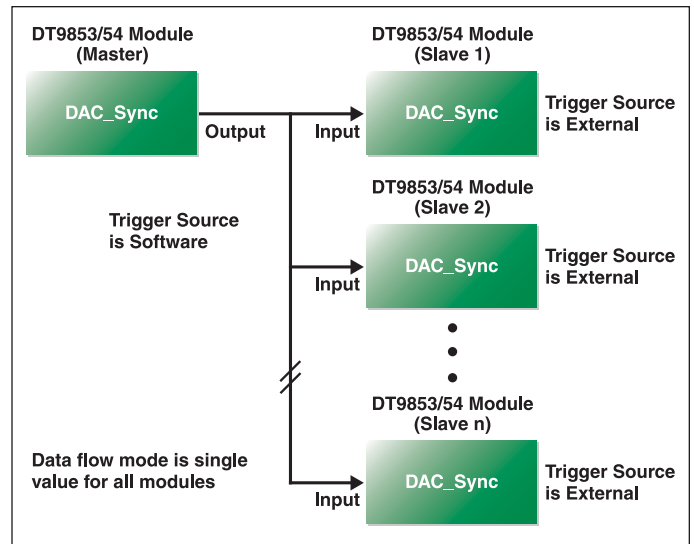 DT9853/54 Module
(Master)
DAC_Sync
Output
Trigger Source
is Software
DT9853/54 Module
(Slave 1)
Input
DAC_Sync
Trigger Source
is External
DT9853/54 Module
(Slave 2)
Input
DAC_Sync
Trigger Source
is External
DT9853/54 Module
(Slave n)
Input
DAC_Sync
Trigger Source
is External
Data flow mode is single
value for all modules